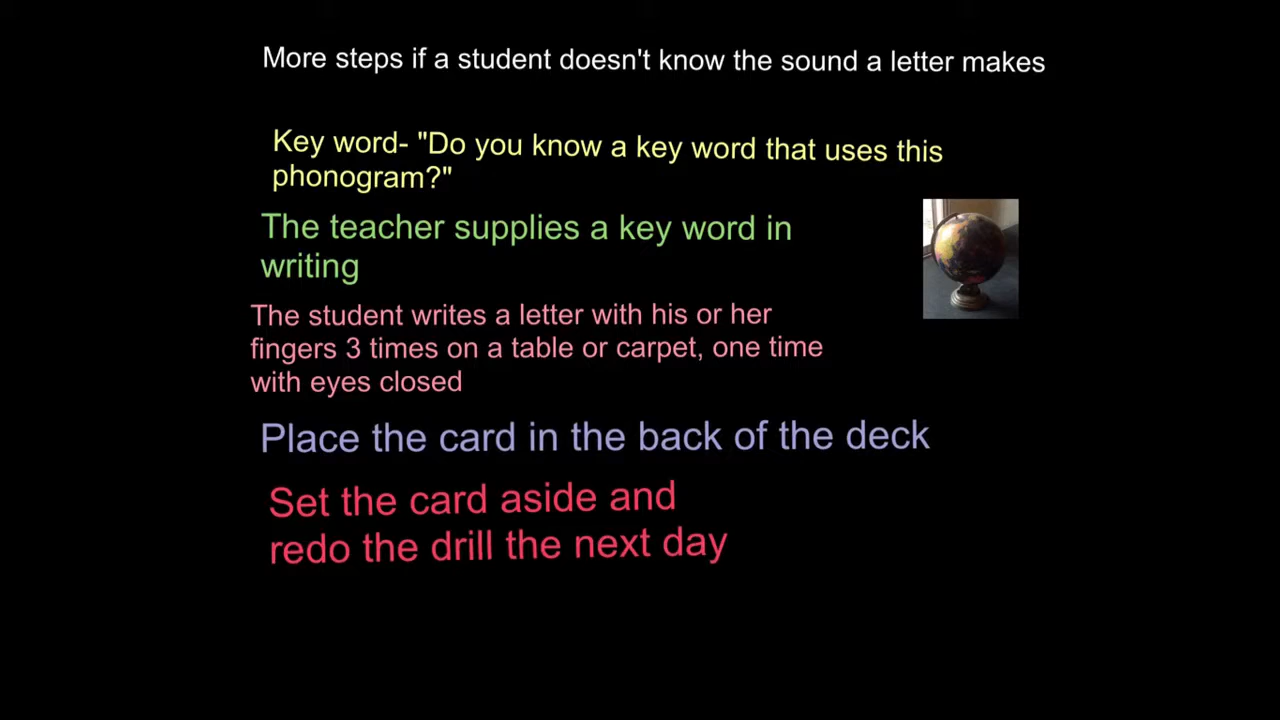 More steps if a student doesn't know the sound a letter makes
Key word- "Do you know a key word that uses this
phonogram?"
The teacher supplies a key word in
writing
The student writes a letter with his or her
fingers 3 times on a table or carpet, one time
with eyes closed
Place the card in the back of the deck
Set the card aside and
redo the drill the next day